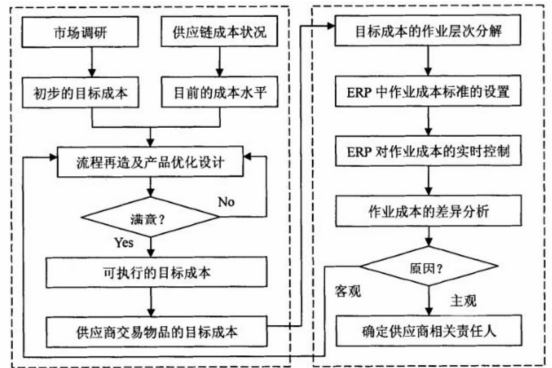 市场调研
供应链成本状况
初步的目标成本
目前的成本水平
流程再造及产品优化设计
满意?
No
Yes
可执行的目标成本
供应商交易物品的目标成本
目标成本的作业层次分解
ERP 中作业成本标准的设置
ERP 对作业成本的实时控制
作业成本的差异分析
原因?
客观
主观
确定供应商相关责任人